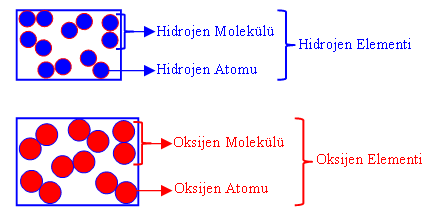 Hidrojen Molekülü
Hidrojen Elementi
Hidrojen Atomu
Oksijen Molekülü
Oksijen Elementi
Oksijen Atomu